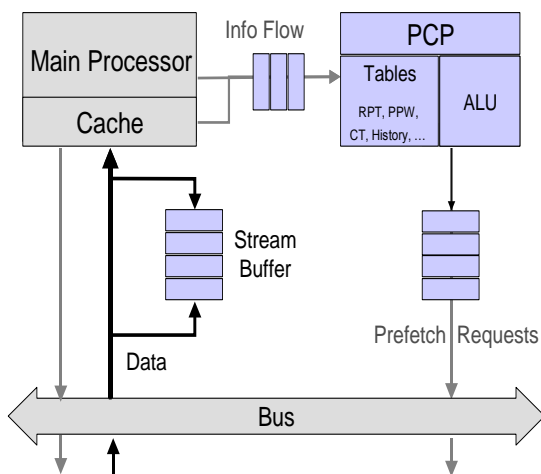 Info Flow
Main Processor
Cache
PCP
Tables
RPT, PPW,
CT, History, ...
ALU
Stream
Buffer
Prefetch Requests
Data
Bus